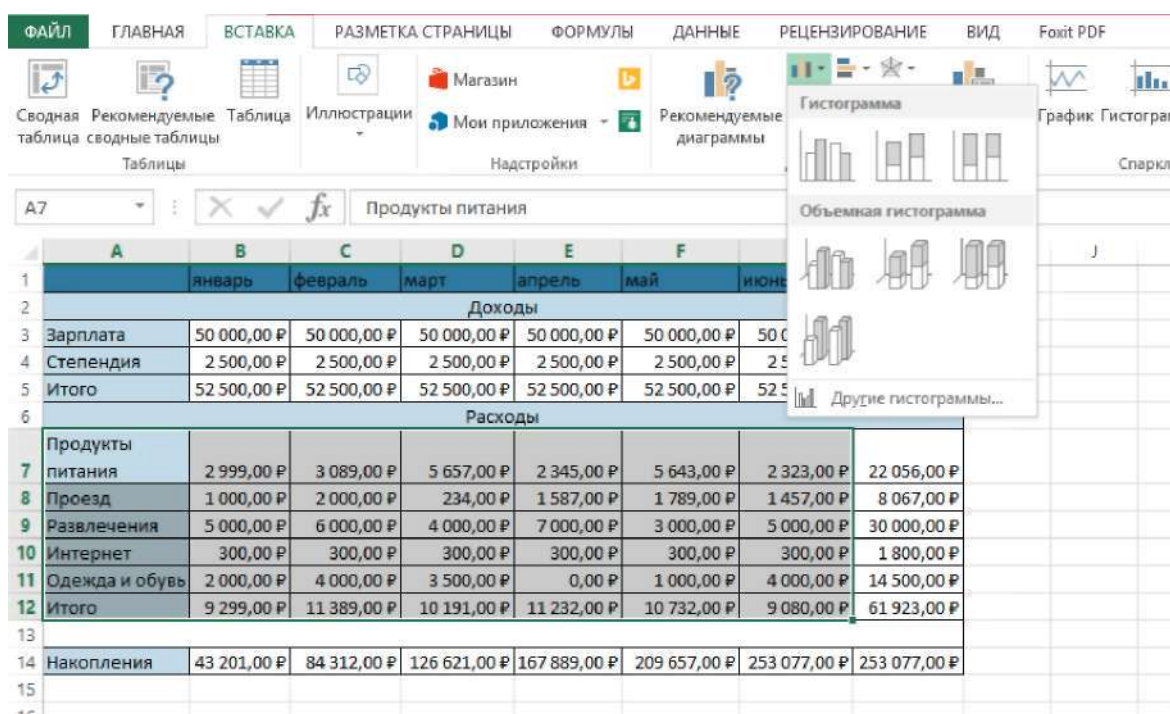 ФАЙЛ ГЛАВНАЯ ВСТАВКА РАЗМЕТКА СТРАНИЦЫ ФОРМУЛЫ ДАННЫЕ РЕЦЕНЗИРОВАНИЕ ВИД Foxit PDF
Сводная таблица
Рекомендуемые сводные таблицы
Таблица
Таблицы
Иллюстрации
Магазин
Мои приложения
Надстройки
Рекомендуемые диаграммы
График
Гистограм
Спаркл
Гистограмма
Объемная гистограмма
Другие гистограммы...
A7 fx Продукты питания
A B C D E F J
1 январь февраль март апрель май июнь
2 Доходы
3 Зарплата 50 000,00 ₽ 50 000,00 ₽ 50 000,00 ₽ 50 000,00 ₽ 50 000,00 ₽ 50 0
4 Степендия 2 500,00 ₽ 2 500,00 ₽ 2 500,00 ₽ 2 500,00 ₽ 2 500,00 ₽ 2 5
5 Итого 52 500,00 ₽ 52 500,00 ₽ 52 500,00 ₽ 52 500,00 ₽ 52 500,00 ₽ 52 5
6 Расходы
7 Продукты питания 2 999,00 ₽ 3 089,00 ₽ 5 657,00 ₽ 2 345,00 ₽ 5 643,00 ₽ 2 323,00 ₽ 22 056,00 ₽
8 Проезд 1 000,00 ₽ 2 000,00 ₽ 234,00 ₽ 1 587,00 ₽ 1 789,00 ₽ 1 457,00 ₽ 8 067,00 ₽
9 Развлечения 5 000,00 ₽ 6 000,00 ₽ 4 000,00 ₽ 7 000,00 ₽ 3 000,00 ₽ 5 000,00 ₽ 30 000,00 ₽
10 Интернет 300,00 ₽ 300,00 ₽ 300,00 ₽ 300,00 ₽ 300,00 ₽ 300,00 ₽ 1 800,00 ₽
11 Одежда и обувь 2 000,00 ₽ 4 000,00 ₽ 3 500,00 ₽ 0,00 ₽ 1 000,00 ₽ 4 000,00 ₽ 14 500,00 ₽
12 Итого 9 299,00 ₽ 11 389,00 ₽ 10 191,00 ₽ 11 232,00 ₽ 10 732,00 ₽ 9 080,00 ₽ 61 923,00 ₽
13
14 Накопления 43 201,00 ₽ 84 312,00 ₽ 126 621,00 ₽ 167 889,00 ₽ 209 657,00 ₽ 253 077,00 ₽ 253 077,00 ₽
15